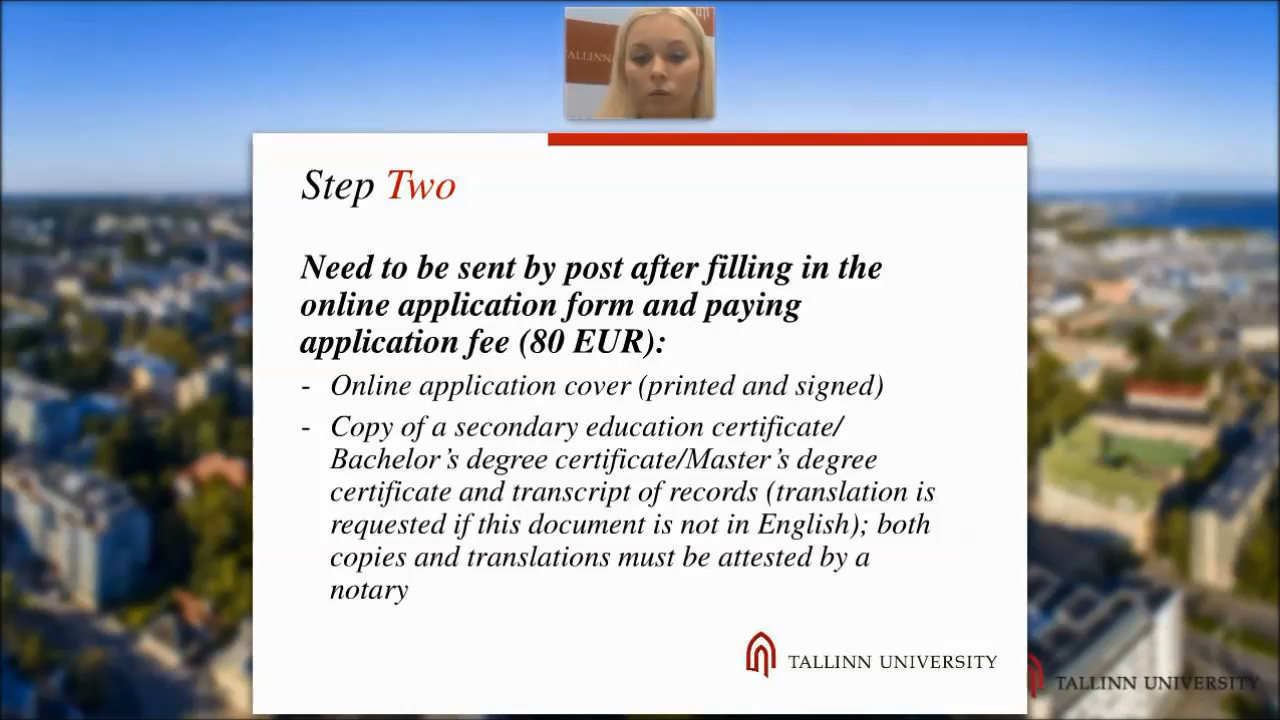 TALLINN
Step Two
Need to be sent by post after filling in the
online application form and paying
application fee (80 EUR):
- Online application cover (printed and signed)
- Copy of a secondary education certificate/
Bachelor’s degree certificate/Master’s degree
certificate and transcript of records (translation is
requested if this document is not in English); both
copies and translations must be attested by a
notary
TALLINN UNIVERSITY
TALLINN UNIVERSITY